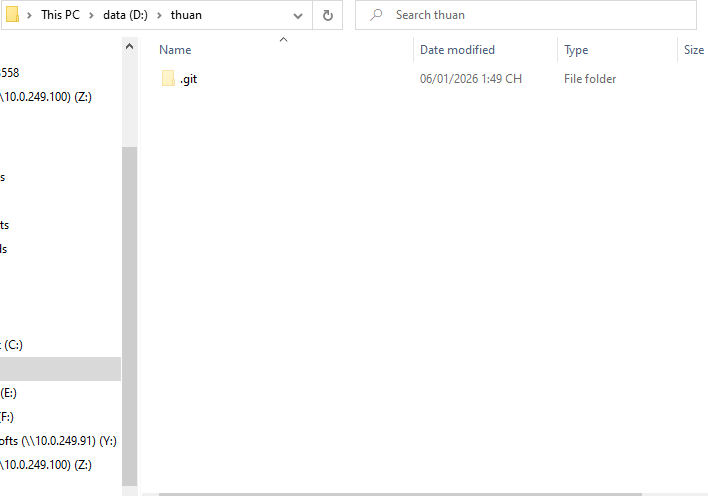 This PC > data (D:) > thuan
Search thuan
Name
Date modified
Type
Size
.git
06/01/2026 1:49 CH
File folder
558
\10.0.249.100) (Z:)
s
ts
ls
(C:)
(E:)
(F:)
ofts (\\10.0.249.91) (Y:)
\10.0.249.100) (Z:)